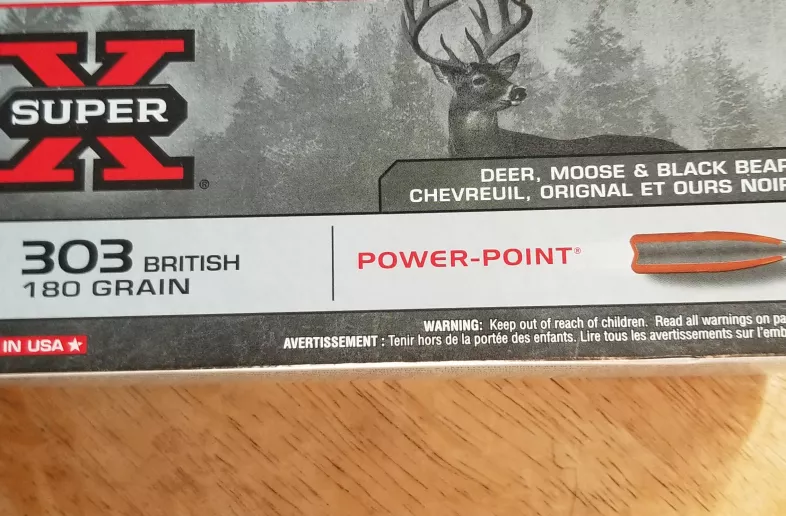 SUPER X
®
DEER, MOOSE & BLACK BEAR
CHEVREUIL, ORIGNAL ET OURS NOIR
303 BRITISH
180 GRAIN
POWER-POINT®
IN USA
WARNING: Keep out of reach of children. Read all warnings on pa
AVERTISSEMENT : Tenir hors de la portée des enfants. Lire tous les avertissements sur l'emb